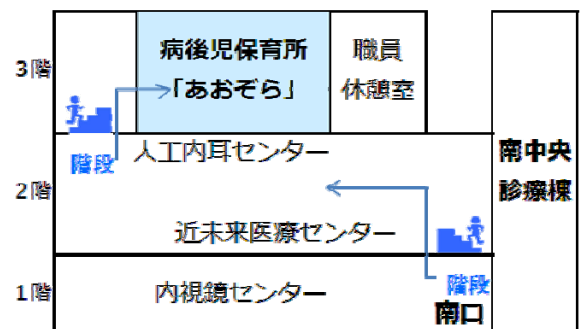 3階
病後児保育所
「あおぞら」
職員
休憩室
階段
人工内耳センター
2階
近未来医療センター
南中央
診療棟
1階
内視鏡センター
階段
南口